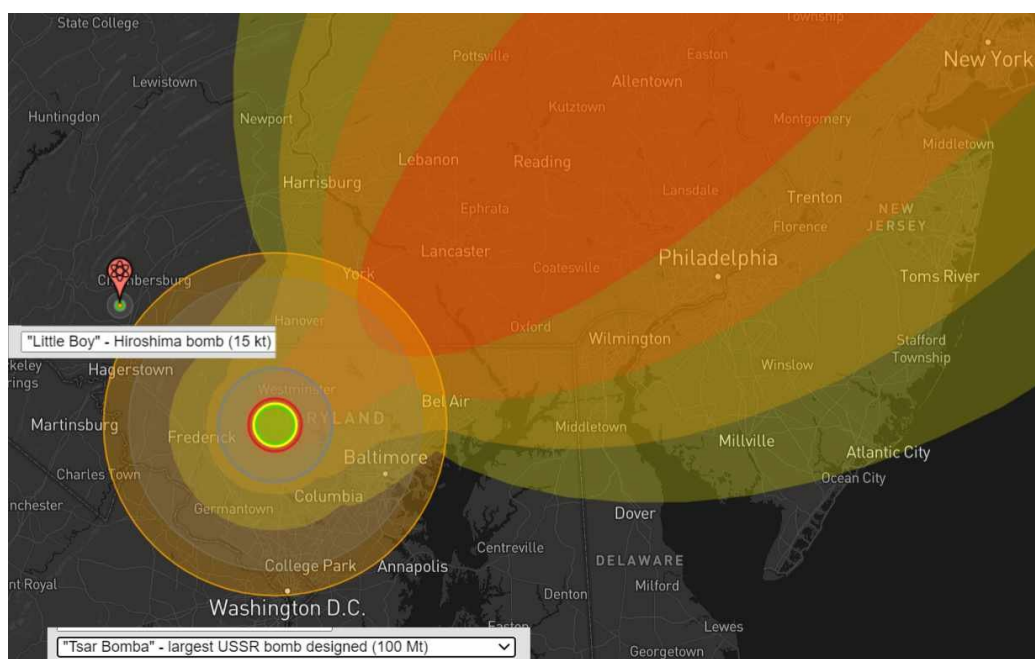 State College
Township
New York
Pottsville
Easton
Lewistown
Allentown
Kutztown
Huntingdon
Newport
Montgomery
Middletown
Lebanon
Reading
Harrisburg
Lansdale
Trenton
Ephrata
NEW
JERSEY
Florence
Lancaster
Philadelphia
Coatesville
York
Toms River
Hanover
Oxford
Wilmington
Stafford
Township
"Little Boy" - Hiroshima bomb (15 kt)
Hagerstown
Winslow
Westminster
Bel Air
Martinsburg
Frederick
Middletown
Millville
Baltimore
Atlantic City
Charles Town
Ocean City
Columbia
Germantown
Dover
Centreville
College Park
Annapolis
DELAWARE
Milford
Denton
Washington D.C.
Easton
Lewes
"Tsar Bomba" - largest USSR bomb designed (100 Mt)
Georgetown